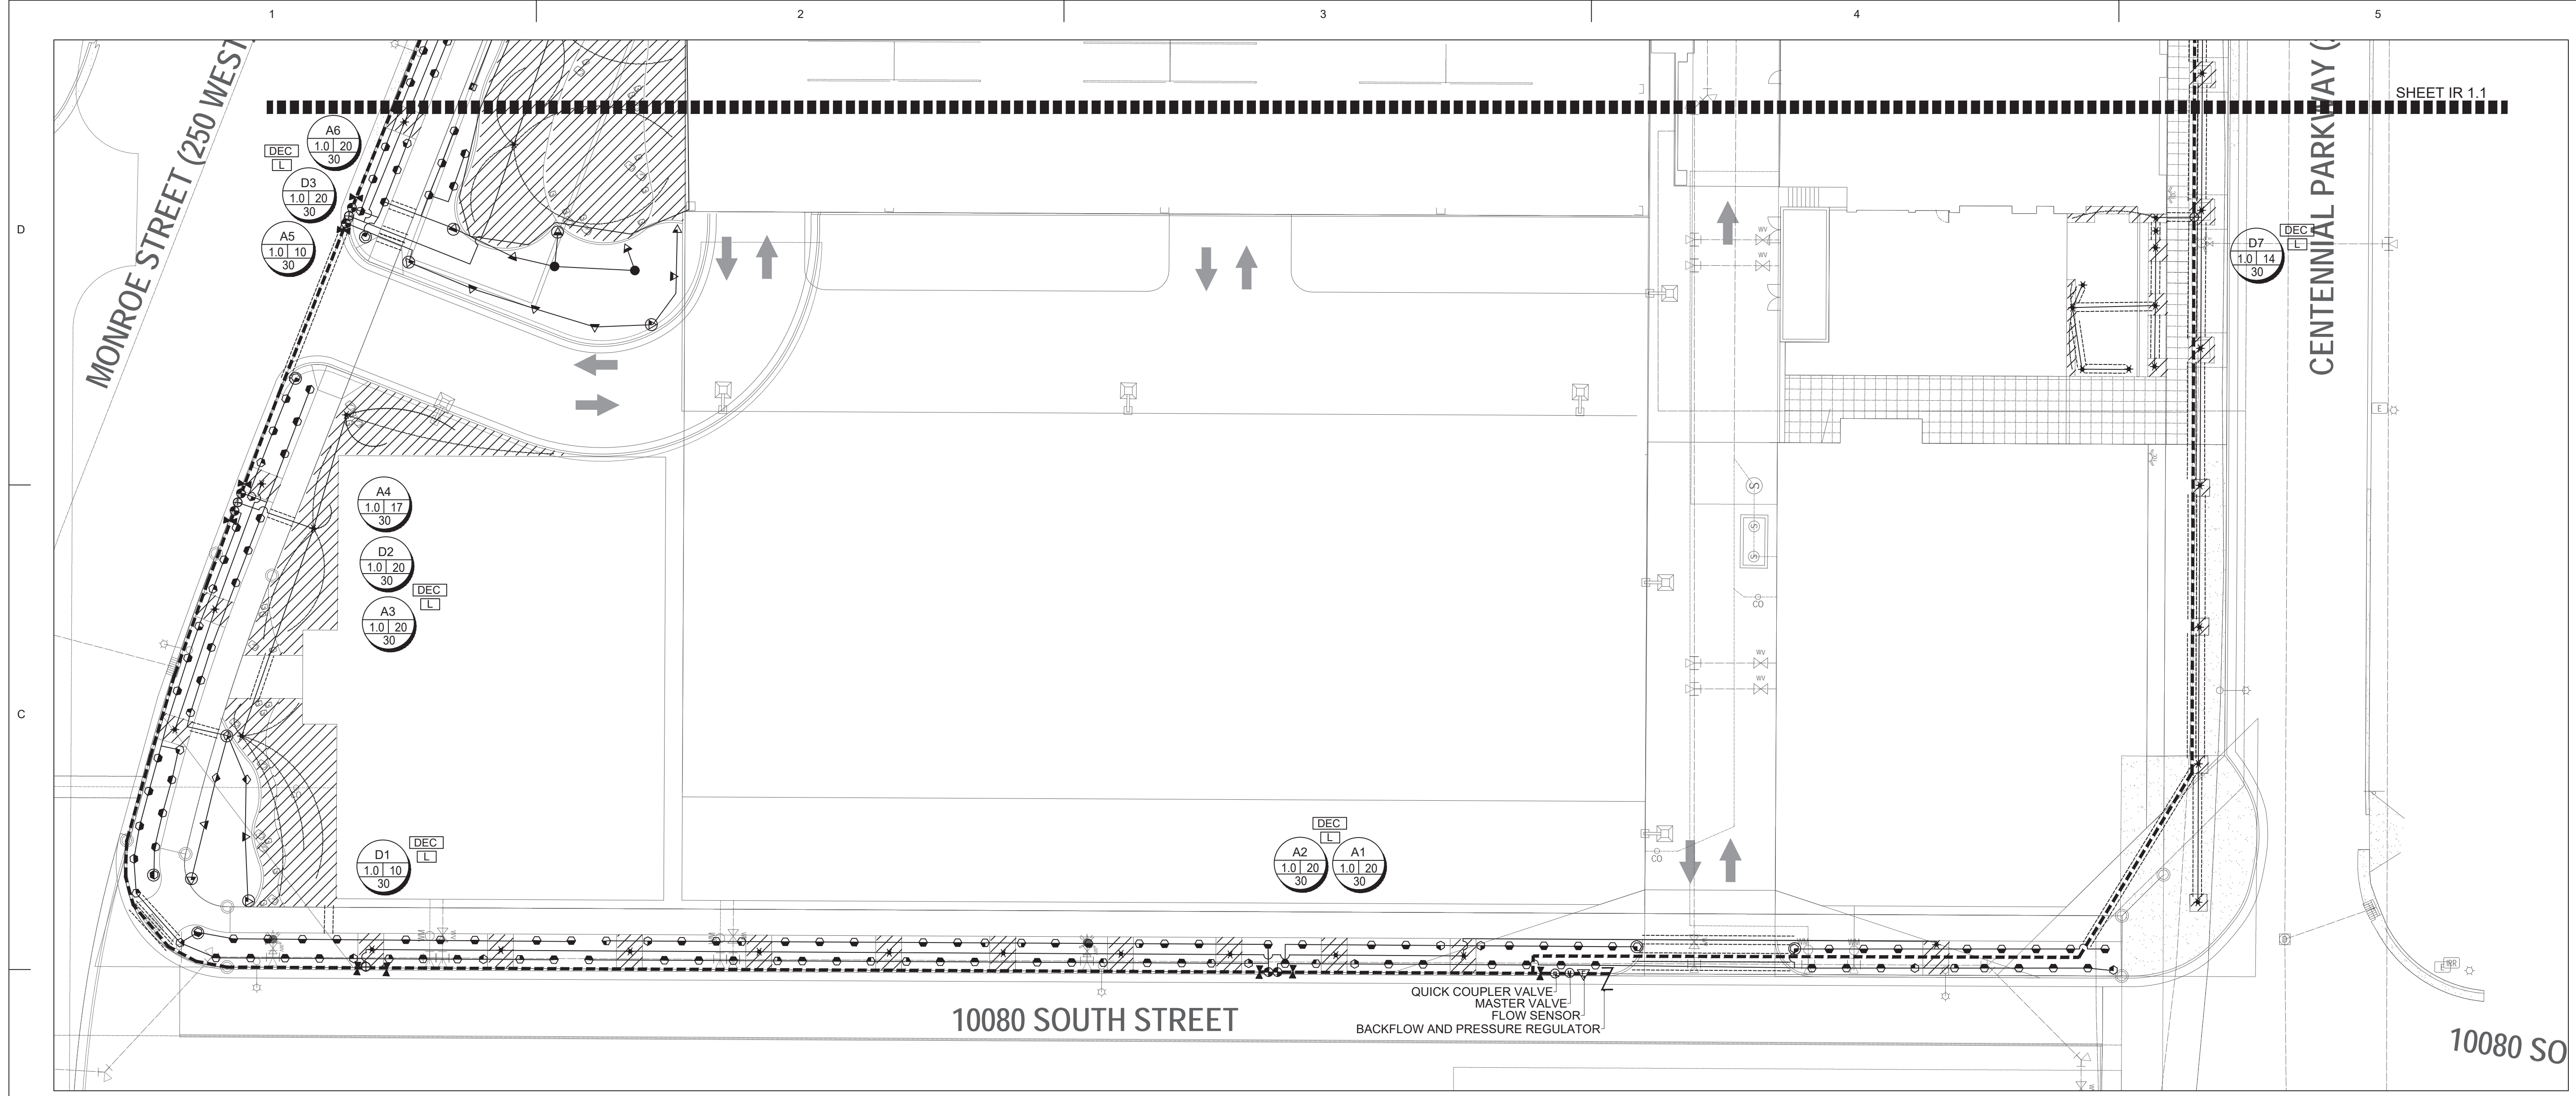 1
2
3
4
5
D
C
MONROE STREET (250 WEST
CENTENNIAL PARKWAY (
SHEET IR 1.1
A6
1.0 20
30
DEC
L
D3
1.0 20
30
A5
1.0 10
30
D7
1.0 14
30
DEC
L
WV
WV
E
A4
1.0 17
30
D2
1.0 20
30
DEC
L
A3
1.0 20
30
S
S
S
CO
WV
WV
D1
1.0 10
30
DEC
L
DEC
L
A2
1.0 20
30
A1
1.0 20
30
CO
D
QUICK COUPLER VALVE
MASTER VALVE
FLOW SENSOR
BACKFLOW AND PRESSURE REGULATOR
10080 SOUTH STREET
10080 SO